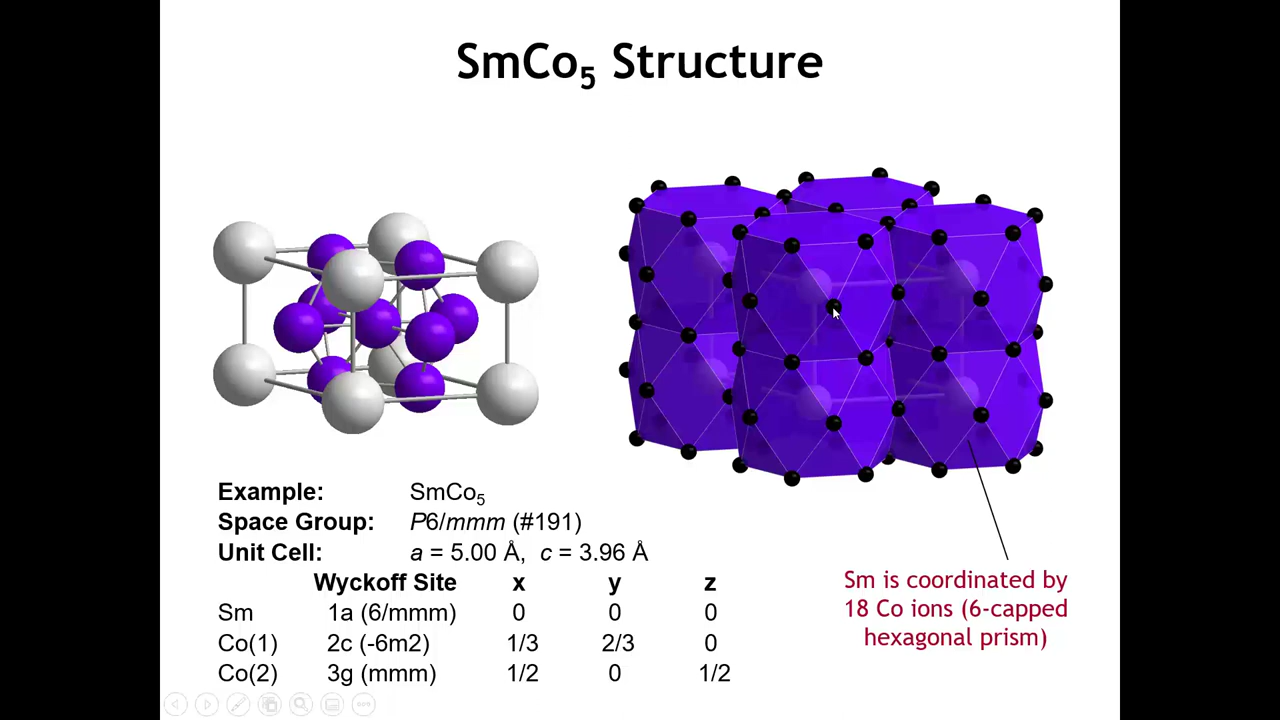 SmCo₅ Structure
Example: SmCo₅
Space Group: P6/mmm (#191)
Unit Cell: a = 5.00 Å, c = 3.96 Å
Wyckoff Site x y z
Sm 1a (6/mmm) 0 0 0
Co(1) 2c (-6m2) 1/3 2/3 0
Co(2) 3g (mmm) 1/2 0 1/2
Sm is coordinated by
18 Co ions (6-capped
hexagonal prism)